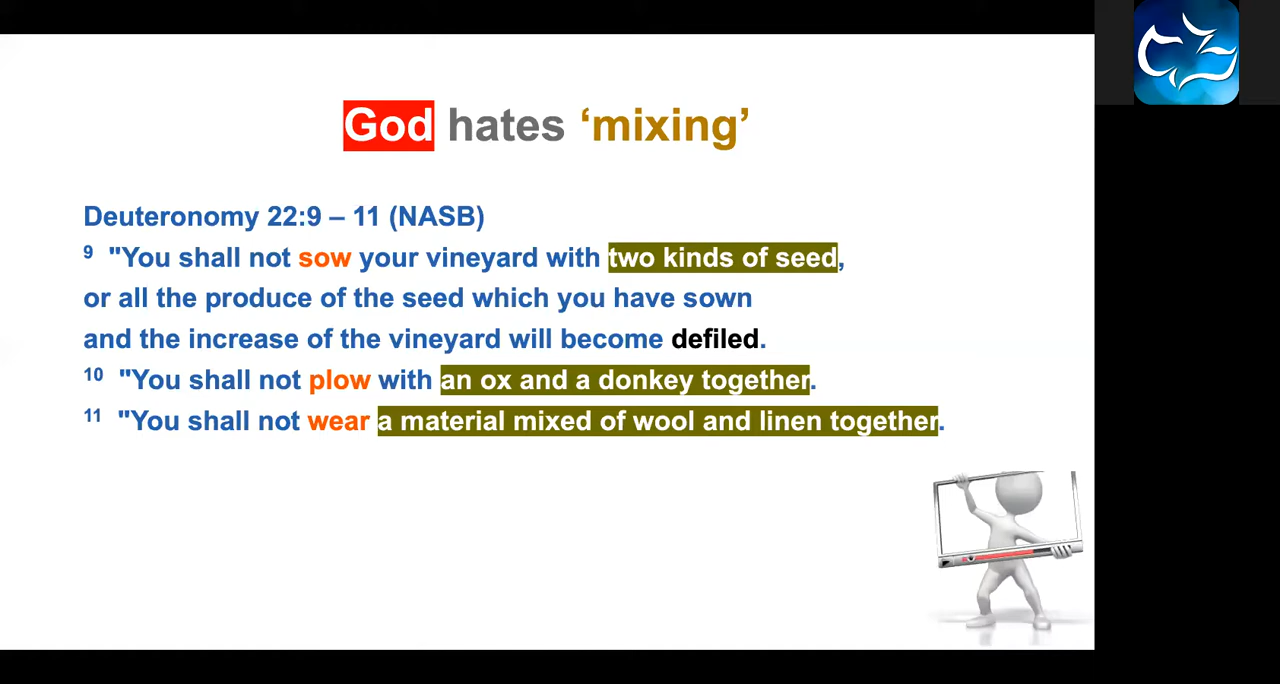 God hates ‘mixing’
Deuteronomy 22:9 – 11 (NASB)
9 "You shall not sow your vineyard with two kinds of seed,
or all the produce of the seed which you have sown
and the increase of the vineyard will become defiled.
10 "You shall not plow with an ox and a donkey together.
11 "You shall not wear a material mixed of wool and linen together.